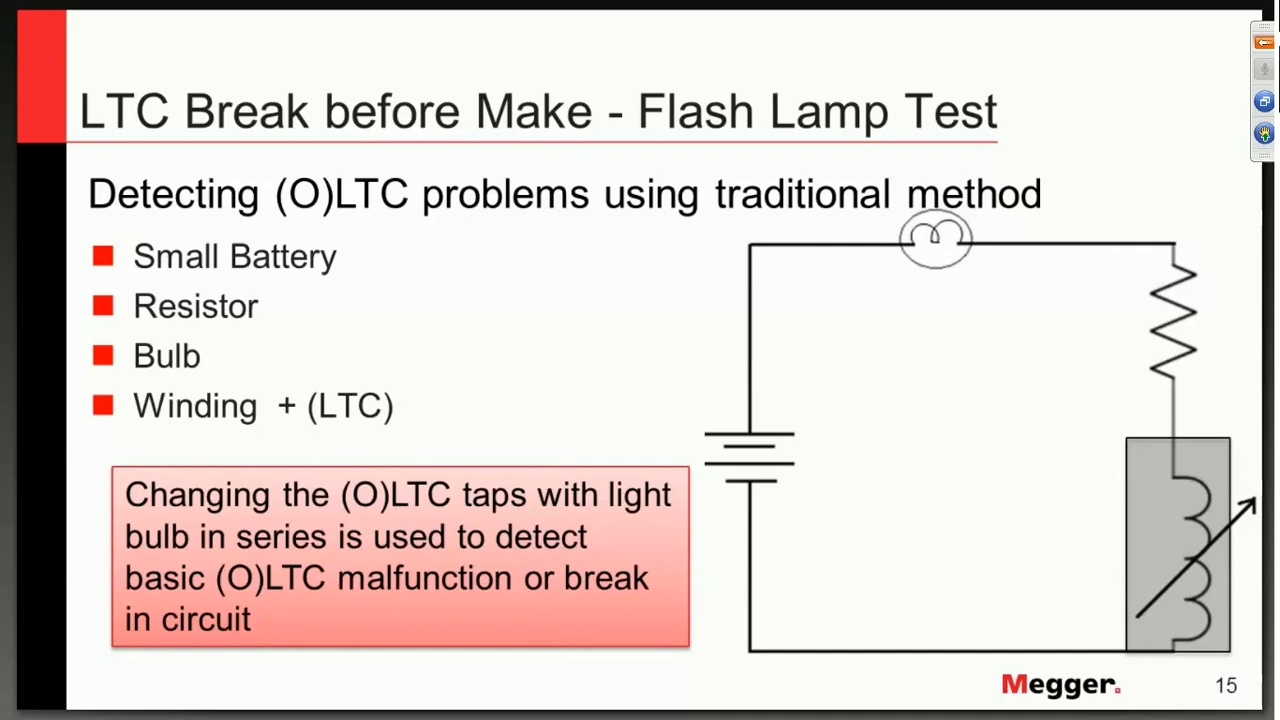 LTC Break before Make - Flash Lamp Test
Detecting (O)LTC problems using traditional method
Small Battery
Resistor
Bulb
Winding + (LTC)
Changing the (O)LTC taps with light
bulb in series is used to detect
basic (O)LTC malfunction or break
in circuit
Megger.
15